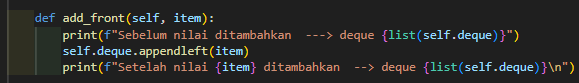 def add_front(self, item):
    print(f"Sebelum nilai ditambahkan  ---> deque {list(self.deque)}")
    self.deque.appendleft(item)
    print(f"Setelah nilai {item} ditambahkan  --> deque {list(self.deque)}\n")